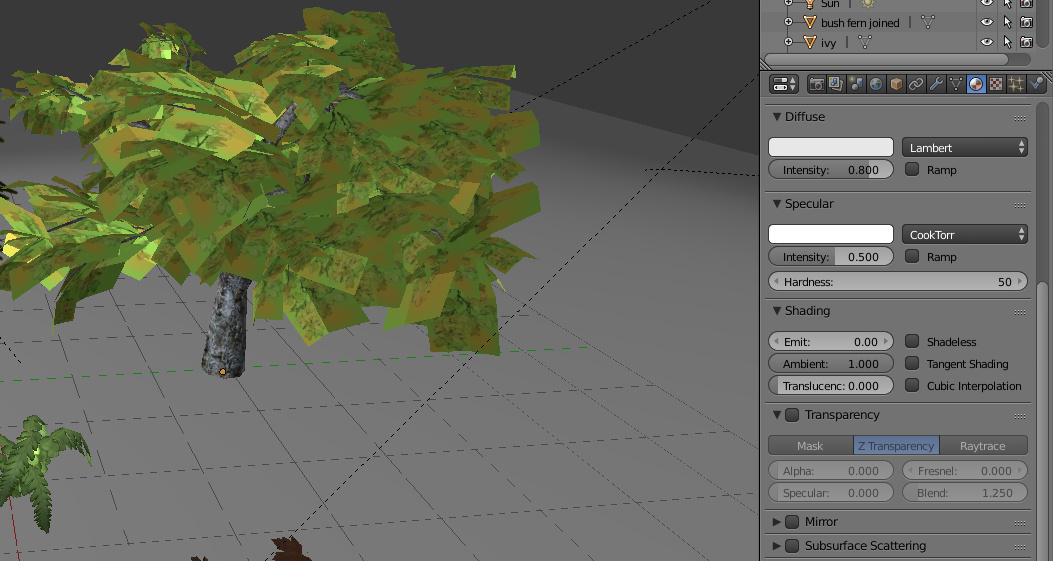 Sun
bush fern joined
ivy
Diffuse
Lambert
Intensity: 0.800 Ramp
Specular
CookTorr
Intensity: 0.500 Ramp
Hardness: 50
Shading
Emit: 0.00 Shadeless
Ambient: 1.000 Tangent Shading
Translucenc: 0.000 Cubic Interpolation
Transparency
Mask Z Transparency Raytrace
Alpha: 0.000 Fresnel: 0.000
Specular: 0.000 Blend: 1.250
Mirror
Subsurface Scattering